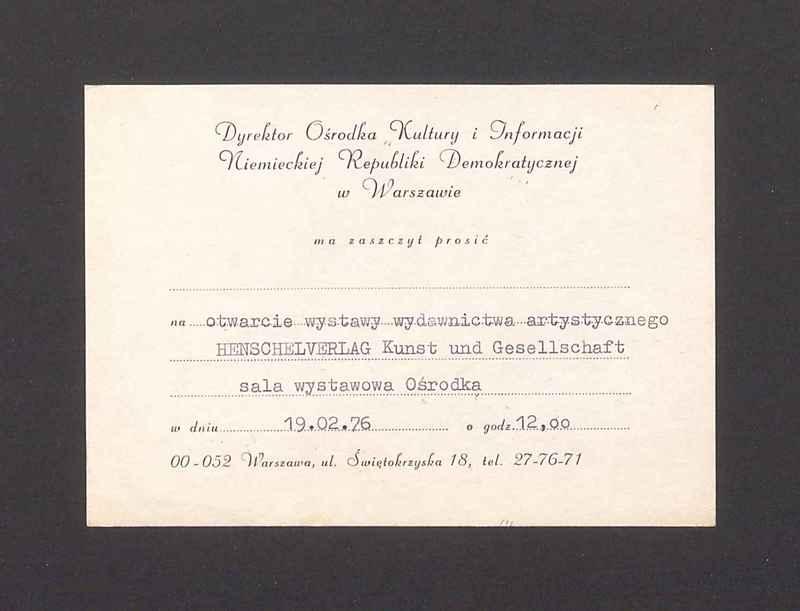 Dyrektor Ośrodka Kultury i Informacji
Niemieckiej Republiki Demokratycznej
w Warszawie
ma zaszczyt prosić
na otwarcie wystawy wydawnictwa artystycznego
HENSCHELVERLAG Kunst und Gesellschaft
sala wystawowa Ośrodka
w dniu 19.02.76 o godz. 12,00
00-052 Warszawa, ul. Świętokrzyska 18, tel. 27-76-71